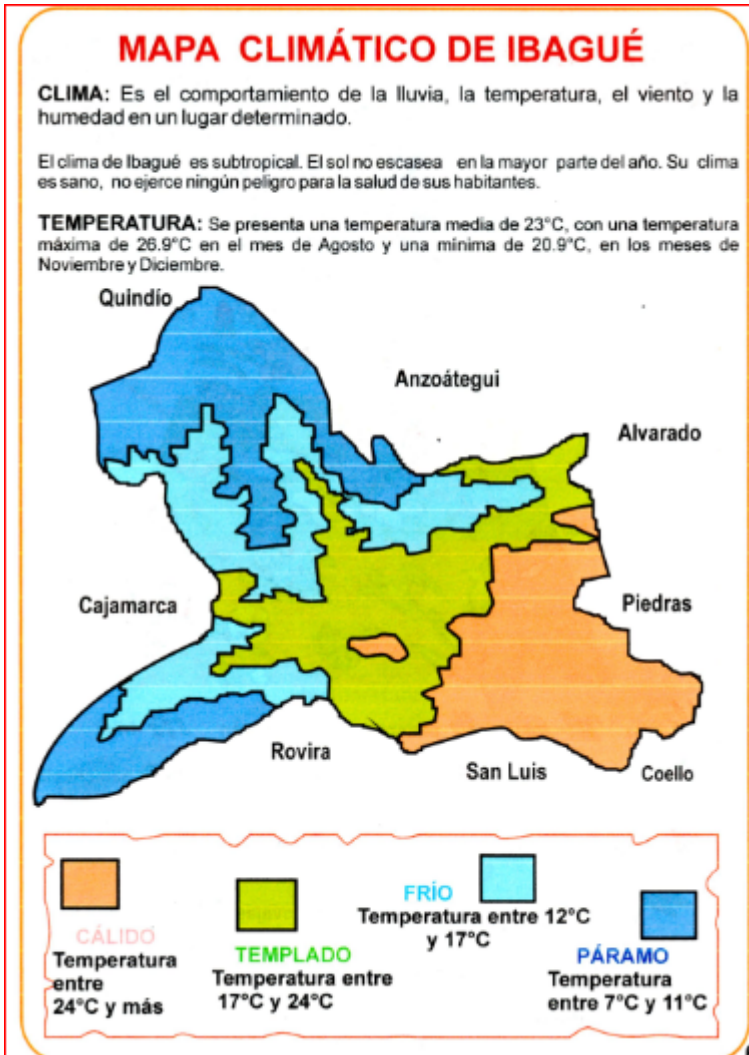 MAPA CLIMÁTICO DE IBAGUÉ
CLIMA: Es el comportamiento de la lluvia, la temperatura, el viento y la
humedad en un lugar determinado.
El clima de Ibagué es subtropical. El sol no escasea en la mayor parte del año. Su clima
es sano, no ejerce ningún peligro para la salud de sus habitantes.
TEMPERATURA: Se presenta una temperatura media de 23°C, con una temperatura
máxima de 26.9°C en el mes de Agosto y una mínima de 20.9°C, en los meses de
Noviembre y Diciembre.
Quindío
Anzoátegui
Alvarado
Cajamarca
Piedras
Rovira
San Luis
Coello
CÁLIDO
Temperatura
entre
24°C y más
TEMPLADO
Temperatura entre
17°C y 24°C
FRÍO
Temperatura entre 12°C
y 17°C
PÁRAMO
Temperatura
entre 7°C y 11°C